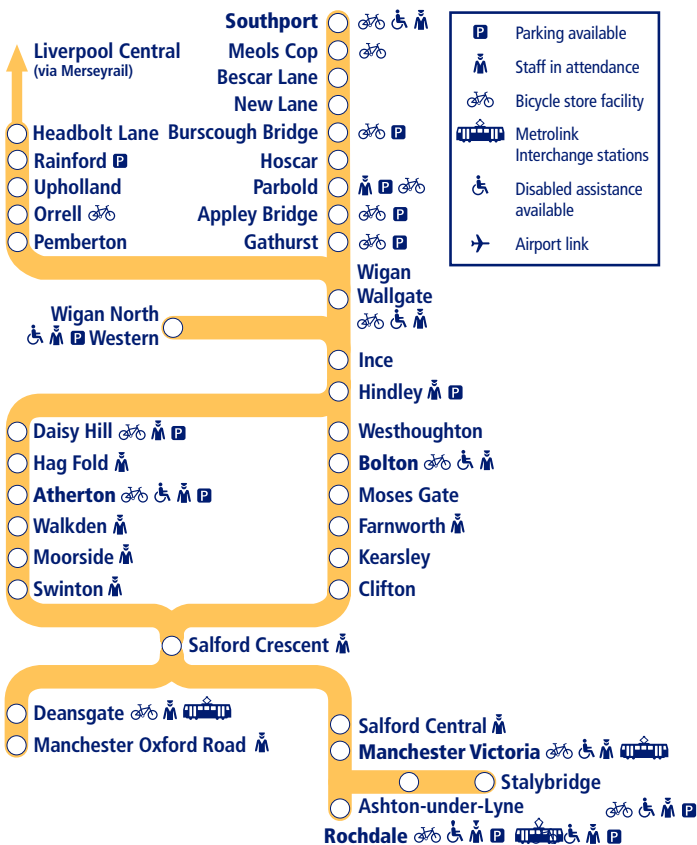 Southport
Meols Cop
Bescar Lane
New Lane
Burscough Bridge
Hoscar
Parbold
Appley Bridge
Gathurst
Liverpool Central
(via Merseyrail)
Headbolt Lane
Rainford P
Upholland
Orrell
Pemberton
P Parking available
Staff in attendance
Bicycle store facility
Metrolink
Interchange stations
Disabled assistance
available
Airport link
P
P
P
P
Wigan
Wallgate
Wigan North
P Western
Ince
Hindley P
Daisy Hill P
Hag Fold
Atherton P
Walkden
Moorside
Swinton
Westhoughton
Bolton
Moses Gate
Farnworth
Kearsley
Clifton
Salford Crescent
Deansgate
Manchester Oxford Road
Salford Central
Manchester Victoria
Stalybridge
Ashton-under-Lyne P
Rochdale P P